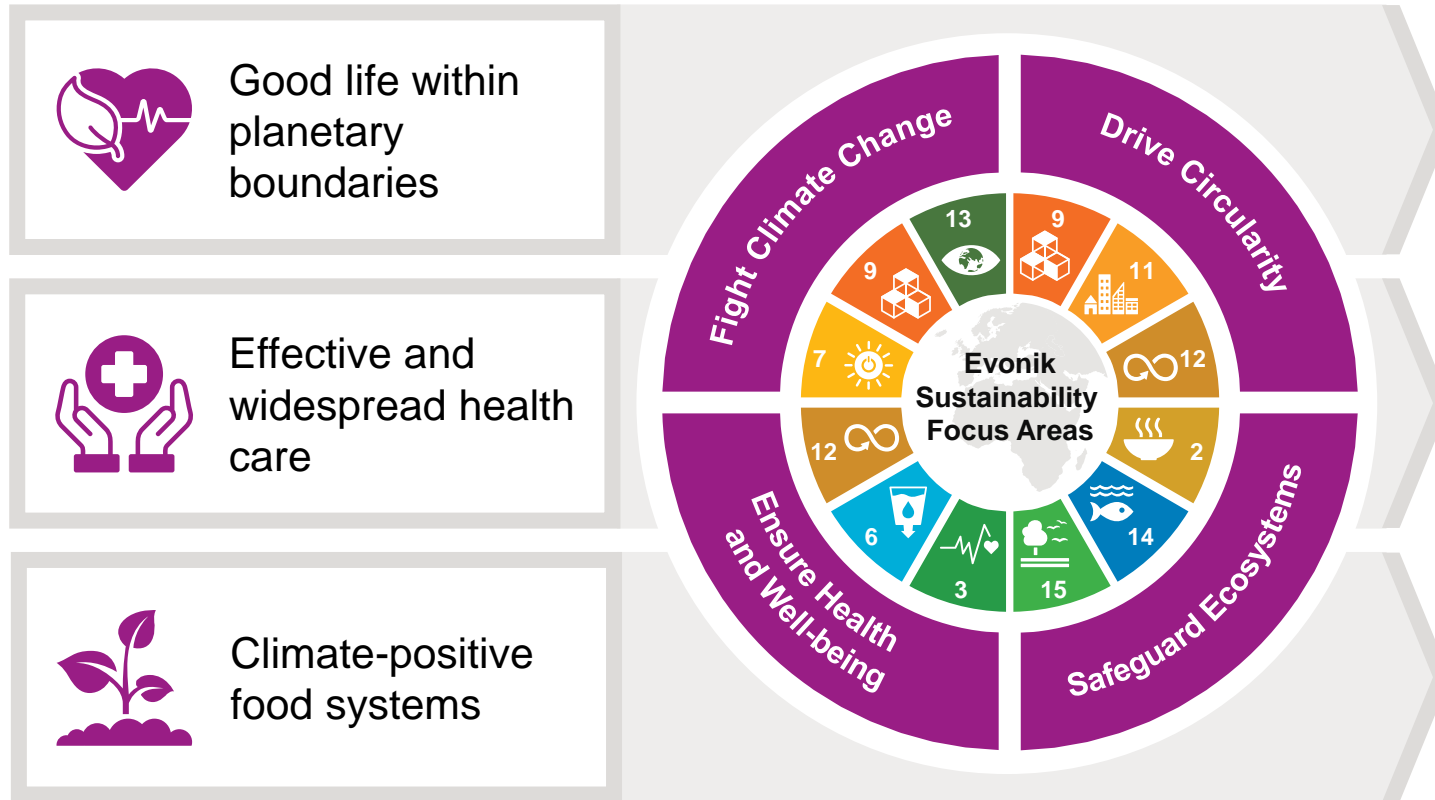 Good life within
planetary
boundaries
Effective and
widespread health
care
Climate-positive
food systems
Fight Climate Change
Drive Circularity
Safeguard Ecosystems
Ensure Health
and Well-being
13
9
11
12
2
14
15
3
6
12
7
9
Evonik
Sustainability
Focus Areas